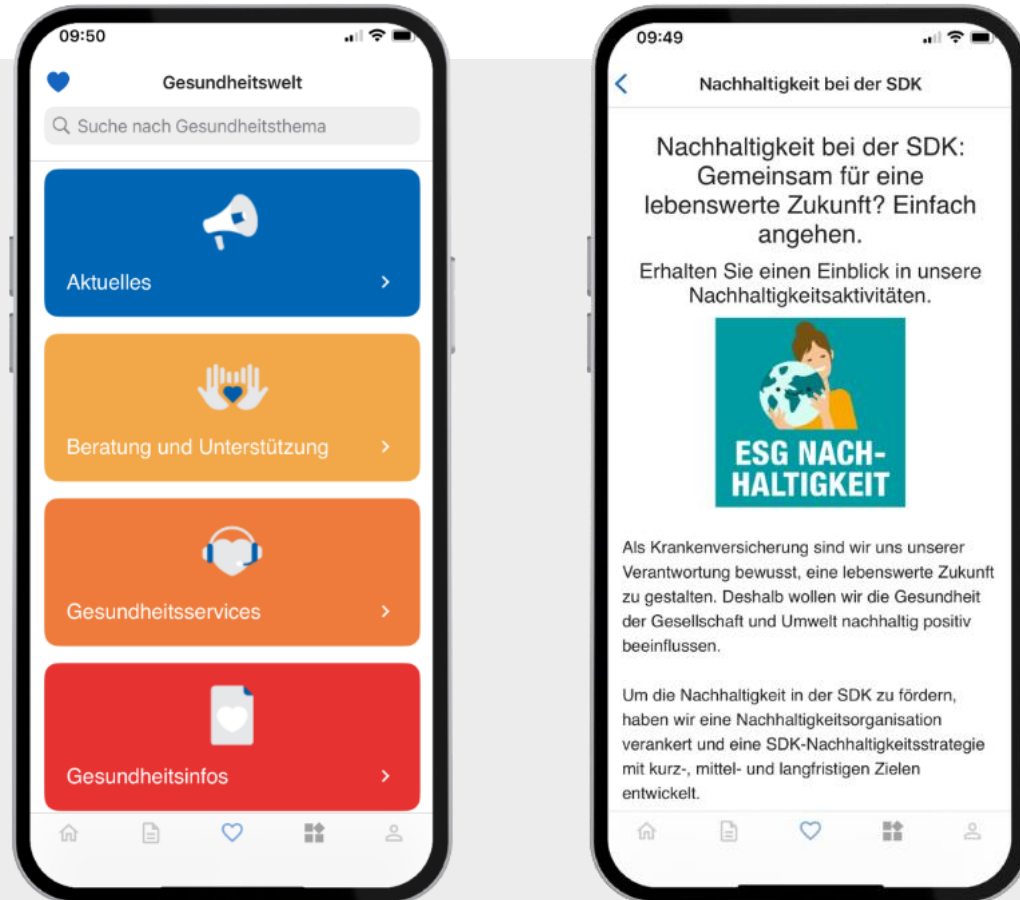 09:50
Gesundheitswelt
Suche nach Gesundheitsthema
Aktuelles
Beratung und Unterstützung
Gesundheitsservices
Gesundheitsinfos
09:49
Nachhaltigkeit bei der SDK
Nachhaltigkeit bei der SDK:
Gemeinsam für eine
lebenswerte Zukunft? Einfach
angehen.
Erhalten Sie einen Einblick in unsere
Nachhaltigkeitsaktivitäten.
ESG NACH-
HALTIGKEIT
Als Krankenversicherung sind wir uns unserer
Verantwortung bewusst, eine lebenswerte Zukunft
zu gestalten. Deshalb wollen wir die Gesundheit
der Gesellschaft und Umwelt nachhaltig positiv
beeinflussen.
Um die Nachhaltigkeit in der SDK zu fördern,
haben wir eine Nachhaltigkeitsorganisation
verankert und eine SDK-Nachhaltigkeitsstrategie
mit kurz-, mittel- und langfristigen Zielen
entwickelt.